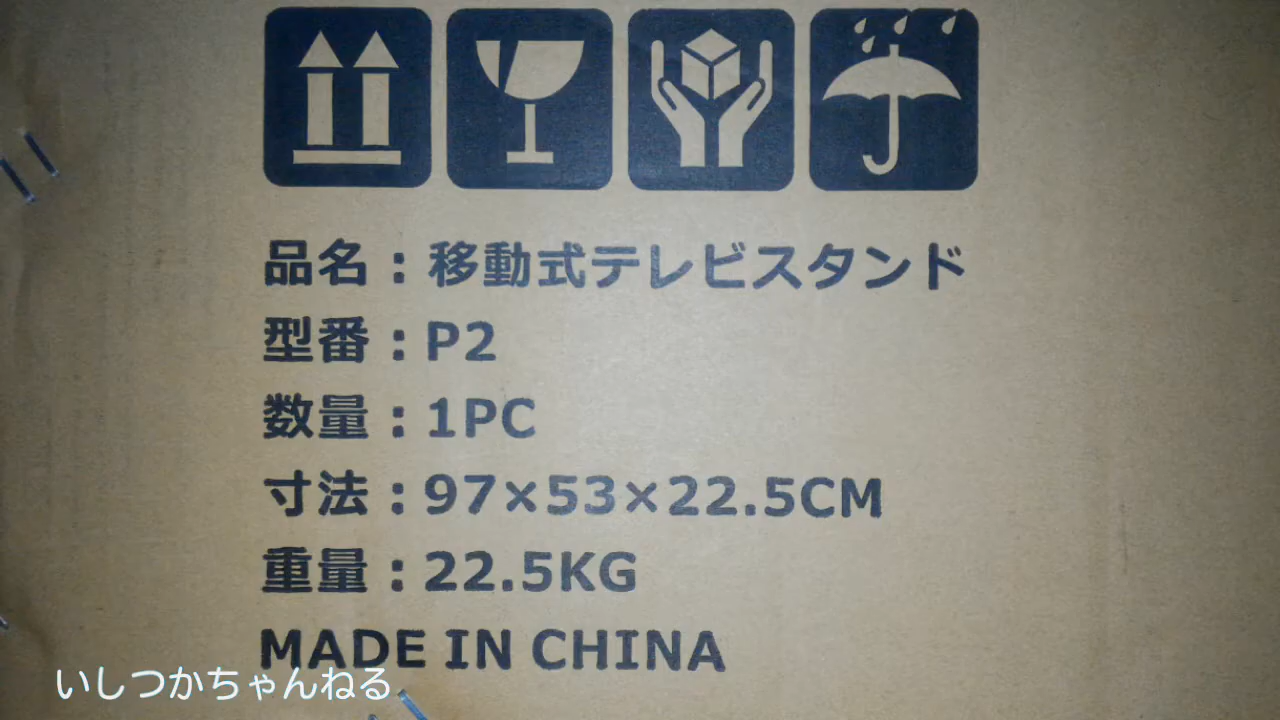 品名：移動式テレビスタンド
型番：P2
数量：1PC
寸法：97×53×22.5CM
重量：22.5KG
MADE IN CHINA
いしつかちゃんねる